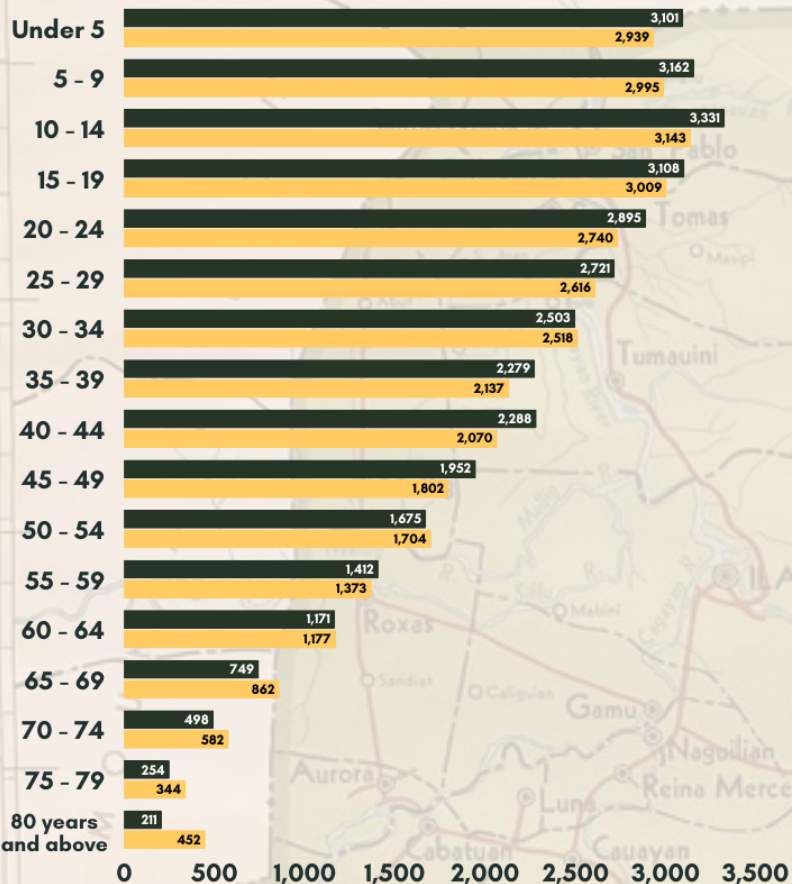 Under 5
3,101
2,939
5 - 9
3,162
2,995
10 - 14
3,331
3,143
San Pablo
15 - 19
3,108
3,009
20 - 24
2,895
2,740
Tomas
Masipi
25 - 29
2,721
2,616
30 - 34
2,503
2,518
Tumauini
35 - 39
2,279
2,137
40 - 44
2,288
2,070
45 - 49
1,952
1,802
50 - 54
1,675
1,704
55 - 59
1,412
1,373
R.
Siffu
R.
Mabini
60 - 64
1,171
1,177
Roxas
65 - 69
749
862
Sandiat
Caliguian
Gamu
70 - 74
498
582
Naguilian
75 - 79
254
344
Aurora
Reina Merce
Luna
80 years
and above
211
452
Cabatuan
Cauayan
0 500 1,000 1,500 2,000 2,500 3,000 3,500